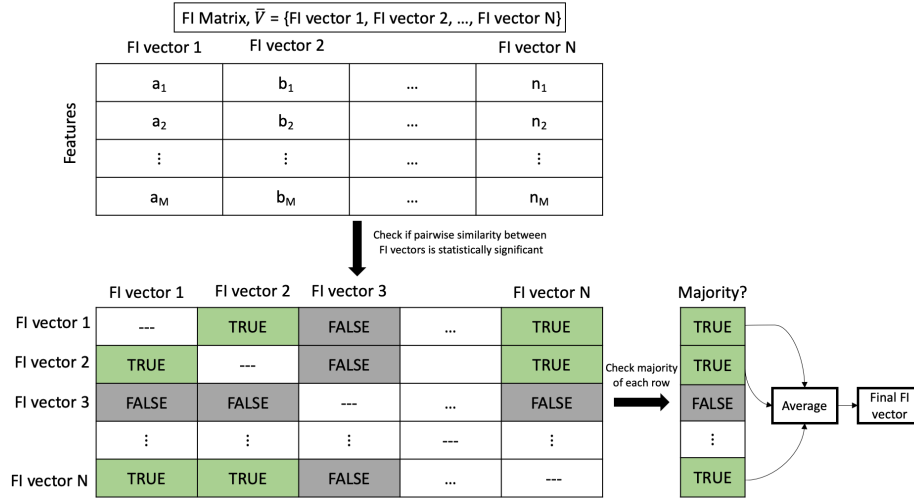 FI Matrix, V̄ = {FI vector 1, FI vector 2, …, FI vector N}
FI vector 1 FI vector 2 FI vector N
Features
a₁ b₁ ... n₁
a₂ b₂ ... n₂
⋮ ⋮ ... ⋮
a_M b_M ... n_M
Check if pairwise similarity between
FI vectors is statistically significant
FI vector 1 FI vector 2 FI vector 3 FI vector N
FI vector 1 --- TRUE FALSE ... TRUE
FI vector 2 TRUE --- FALSE TRUE
FI vector 3 FALSE FALSE --- ... FALSE
⋮ ⋮ ⋮ --- ⋮
FI vector N TRUE TRUE FALSE ... ---
Check majority
of each row
Majority?
TRUE
TRUE
FALSE
⋮
TRUE
Average
Final FI
vector